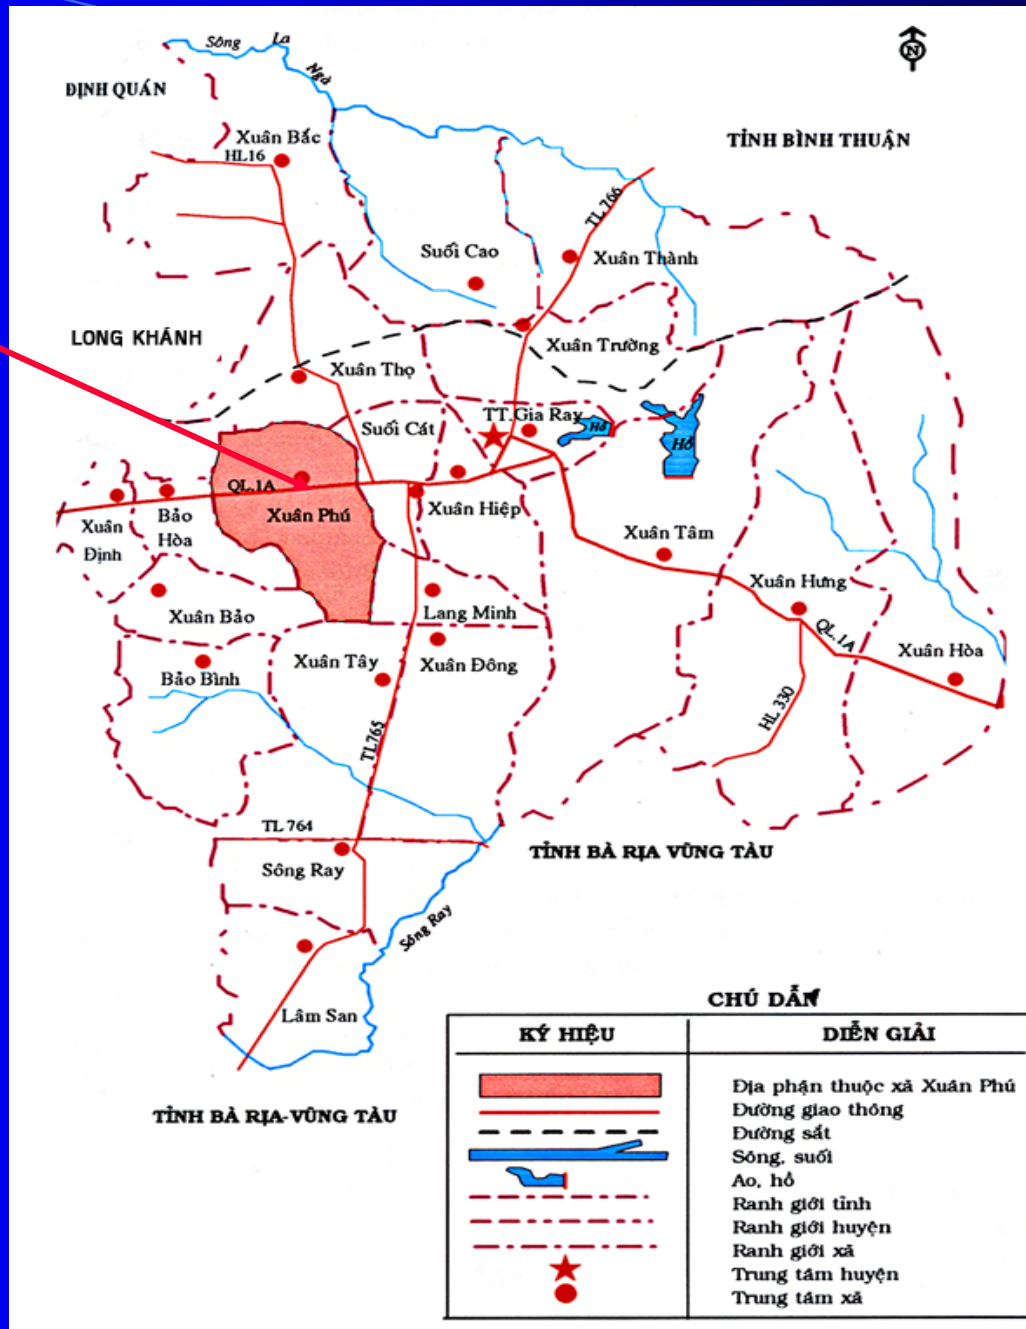 Sông La
Ngà
N
ĐỊNH QUÁN
TỈNH BÌNH THUẬN
Xuân Bắc
HL16
TL 766
Suối Cao
Xuân Thành
LONG KHÁNH
Xuân Trường
Xuân Thọ
TT.Gia Ray
Suối Cát
Hồ
Hồ
QL.1A
Xuân Phú
Xuân Hiệp
Xuân
Định
Bảo
Hòa
Xuân Tâm
Xuân Hưng
Xuân Bảo
Lang Minh
QL.1A
Xuân Hòa
Xuân Tây
Xuân Đông
Bảo Bình
HL 330
TL765
TL 764
TỈNH BÀ RỊA VŨNG TÀU
Sông Ray
Sông Ray
Lâm San
TỈNH BÀ RỊA-VŨNG TÀU
CHÚ DẪN
KÝ HIỆU
DIỄN GIẢI
Địa phận thuộc xã Xuân Phú
Đường giao thông
Đường sắt
Sông, suối
Ao, hồ
Ranh giới tỉnh
Ranh giới huyện
Ranh giới xã
Trung tâm huyện
Trung tâm xã